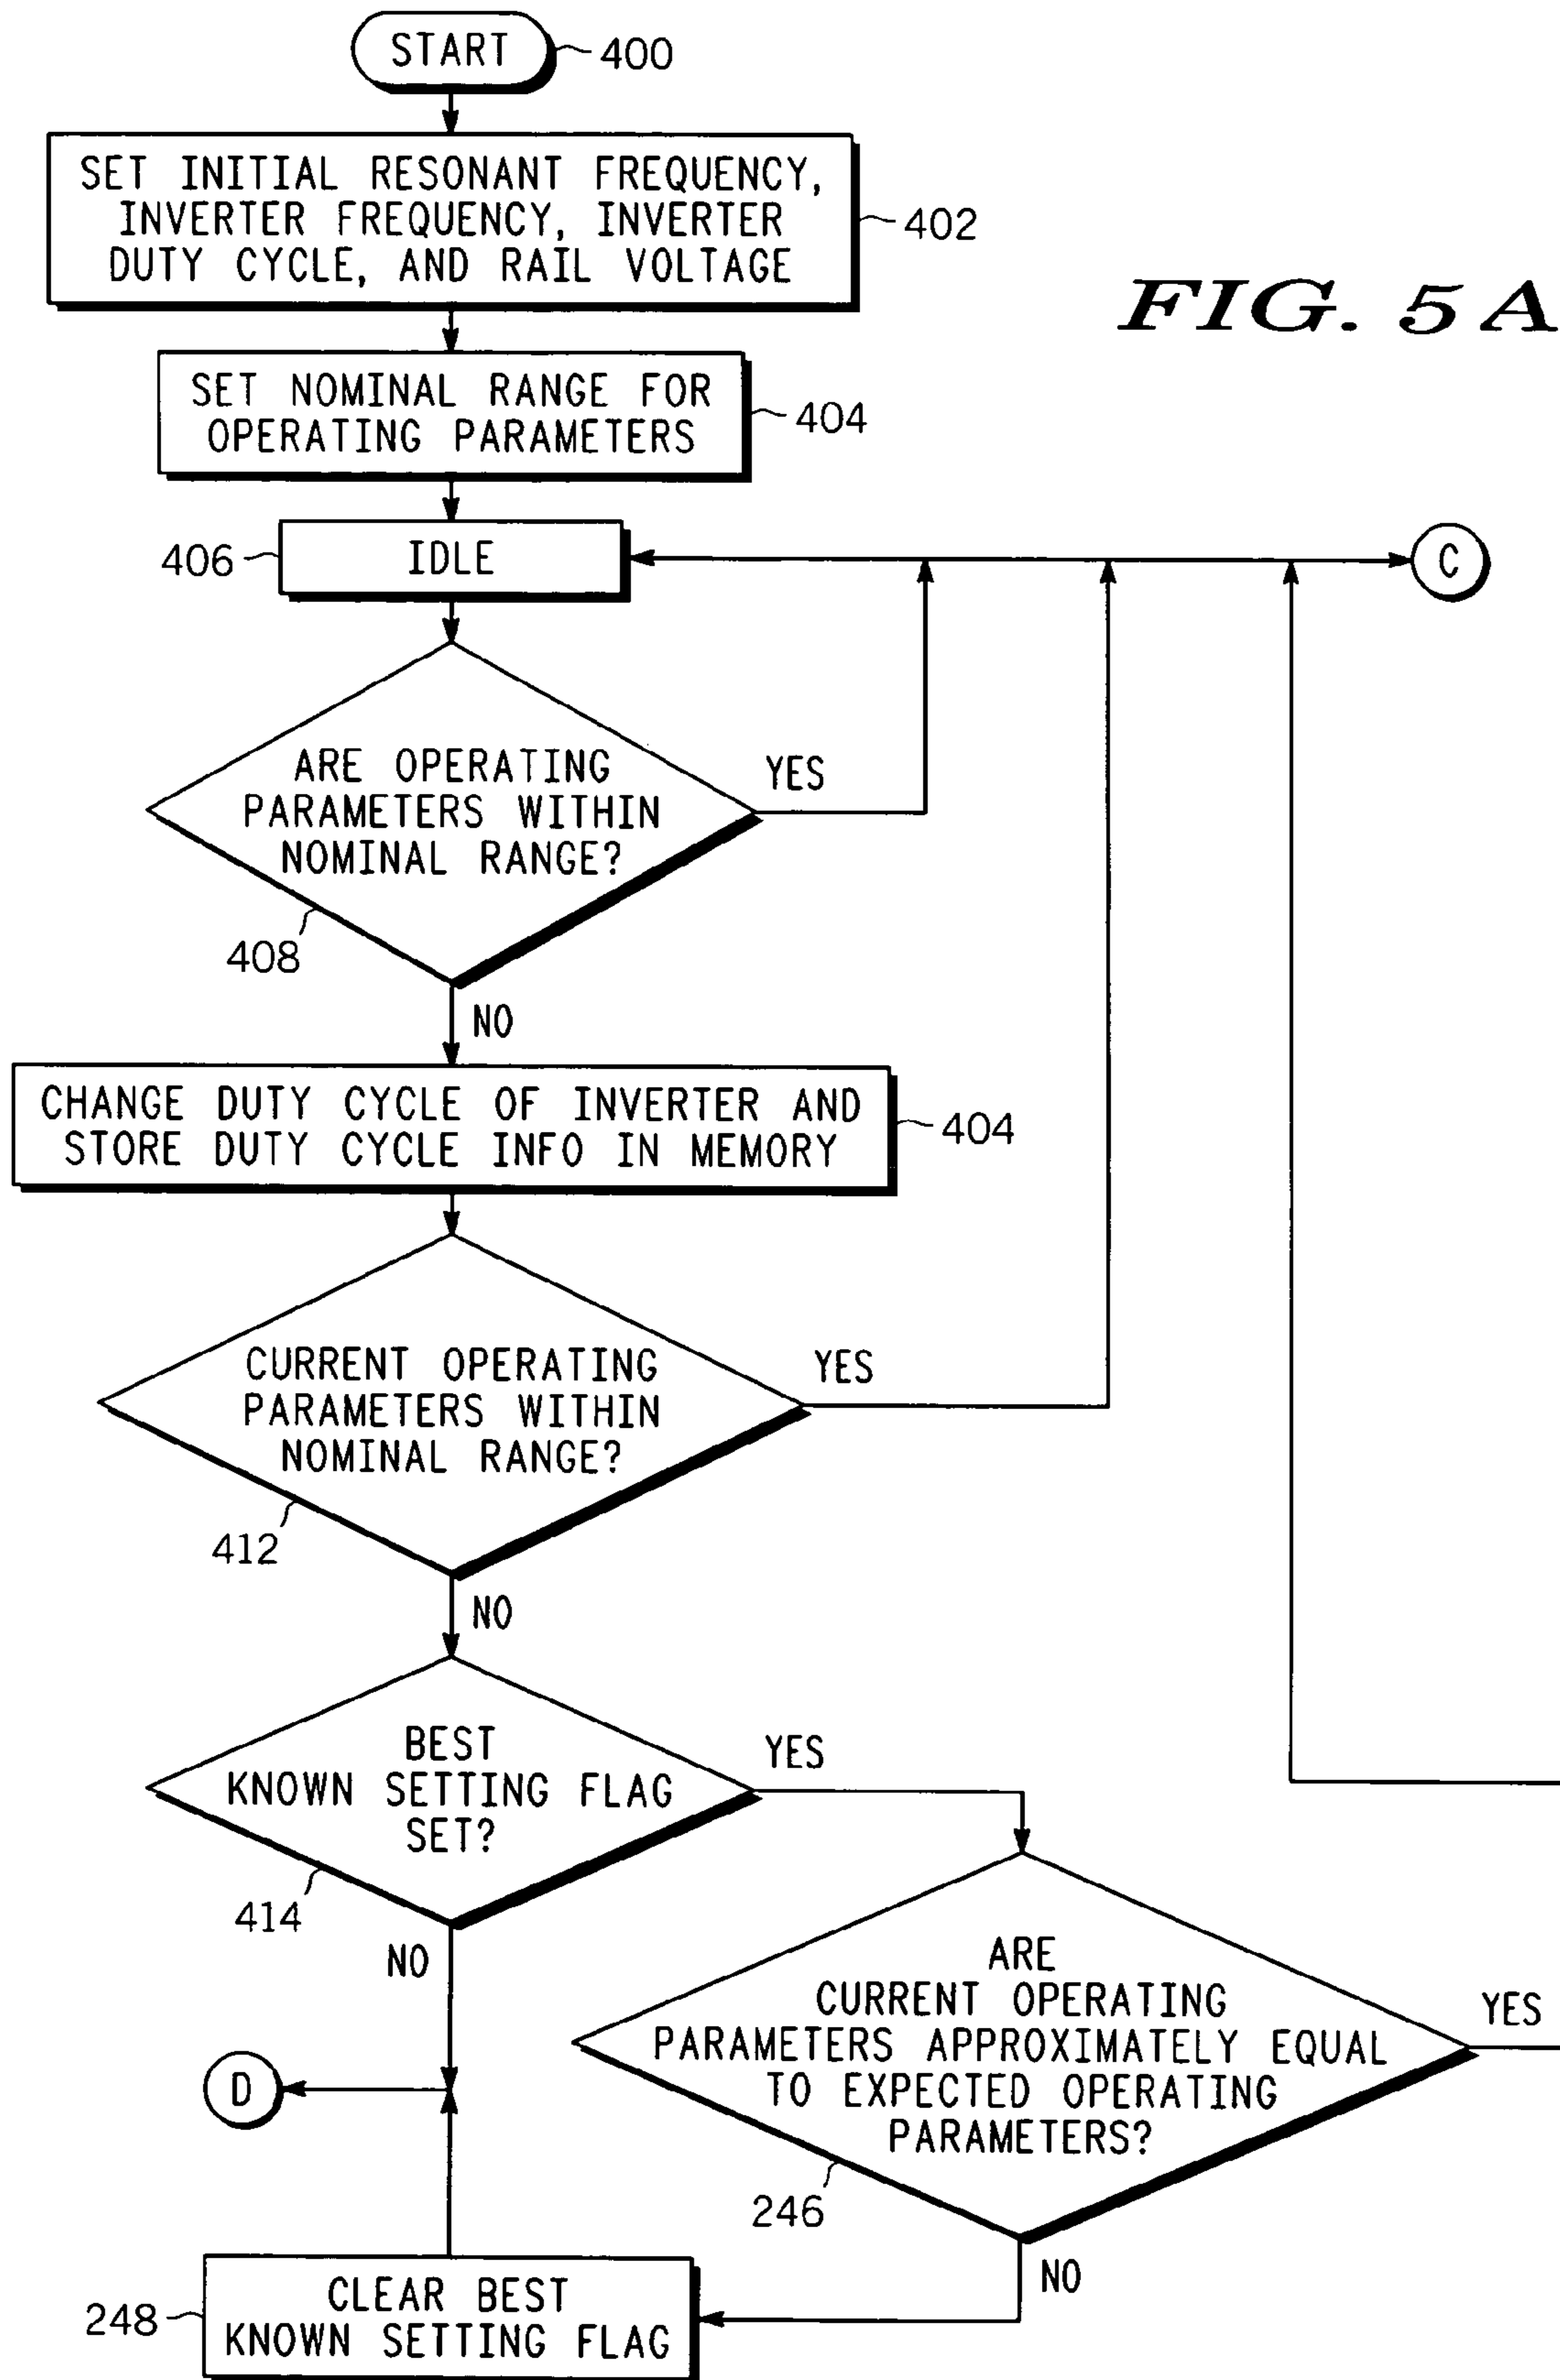 START
400
SET INITIAL RESONANT FREQUENCY,
INVERTER FREQUENCY, INVERTER
DUTY CYCLE, AND RAIL VOLTAGE
402
FIG. 5A
SET NOMINAL RANGE FOR
OPERATING PARAMETERS
404
406
IDLE
C
ARE OPERATING
PARAMETERS WITHIN
NOMINAL RANGE?
YES
408
NO
CHANGE DUTY CYCLE OF INVERTER AND
STORE DUTY CYCLE INFO IN MEMORY
404
CURRENT OPERATING
PARAMETERS WITHIN
NOMINAL RANGE?
YES
412
NO
BEST
KNOWN SETTING FLAG
SET?
YES
414
NO
ARE
CURRENT OPERATING
PARAMETERS APPROXIMATELY EQUAL
TO EXPECTED OPERATING
PARAMETERS?
YES
D
246
NO
248
CLEAR BEST
KNOWN SETTING FLAG